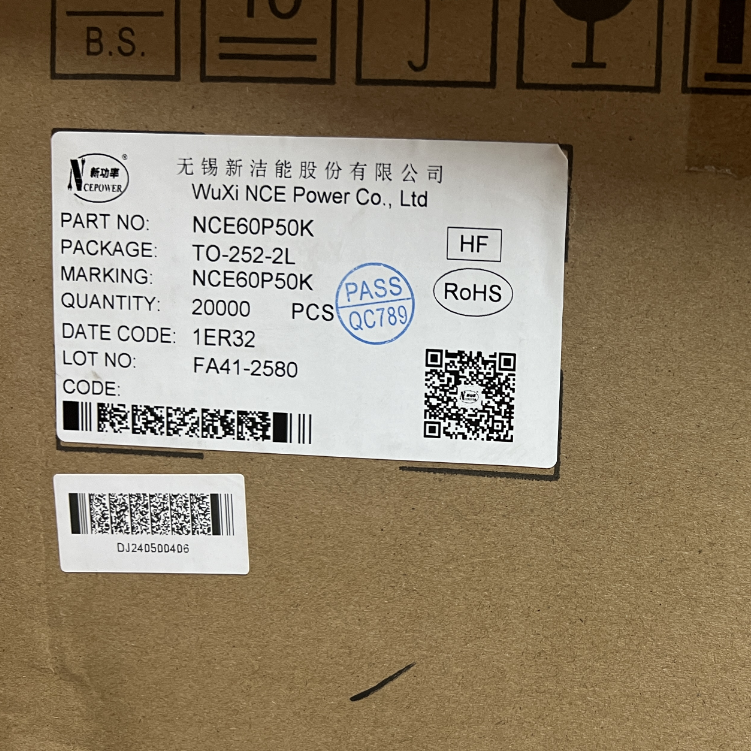 B.S.
新功率
®
NCEPOWER
无锡新洁能股份有限公司
WuXi NCE Power Co., Ltd
PART NO: NCE60P50K
PACKAGE: TO-252-2L
MARKING: NCE60P50K
QUANTITY: 20000 PCS
DATE CODE: 1ER32
LOT NO: FA41-2580
CODE:
HF
RoHS
PASS
QC789
DJ240500406